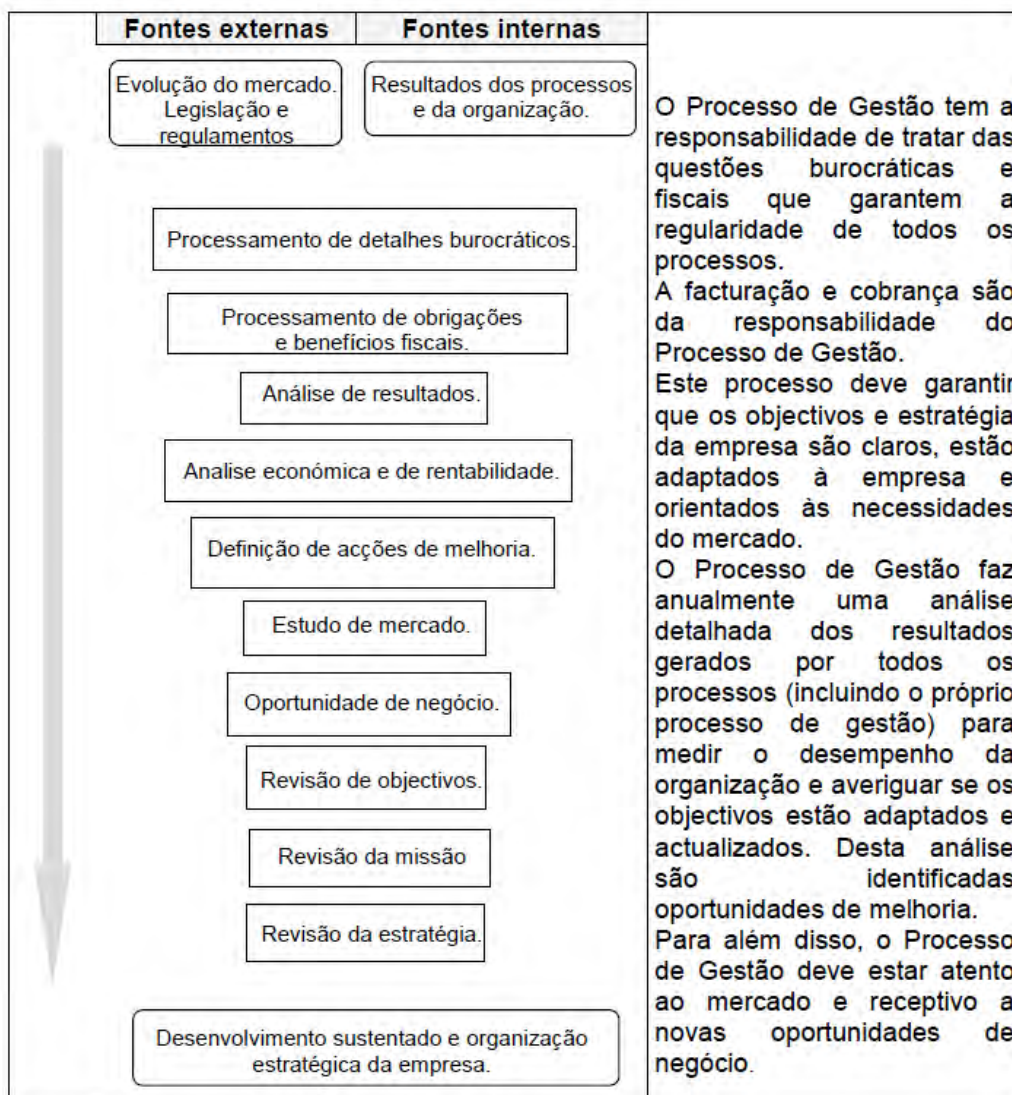 Fontes externas
Fontes internas
Evolução do mercado.
Legislação e
regulamentos
Resultados dos processos
e da organização.
Processamento de detalhes burocráticos.
Processamento de obrigações
e benefícios fiscais.
Análise de resultados.
Analise económica e de rentabilidade.
Definição de acções de melhoria.
Estudo de mercado.
Oportunidade de negócio.
Revisão de objectivos.
Revisão da missão
Revisão da estratégia.
Desenvolvimento sustentado e organização
estratégica da empresa.
O Processo de Gestão tem a
responsabilidade de tratar das
questões burocráticas e
fiscais que garantem a
regularidade de todos os
processos.
A facturação e cobrança são
da responsabilidade do
Processo de Gestão.
Este processo deve garantir
que os objectivos e estratégia
da empresa são claros, estão
adaptados à empresa e
orientados às necessidades
do mercado.
O Processo de Gestão faz
anualmente uma análise
detalhada dos resultados
gerados por todos os
processos (incluindo o próprio
processo de gestão) para
medir o desempenho da
organização e averiguar se os
objectivos estão adaptados e
actualizados. Desta análise
são identificadas
oportunidades de melhoria.
Para além disso, o Processo
de Gestão deve estar atento
ao mercado e receptivo a
novas oportunidades de
negócio.